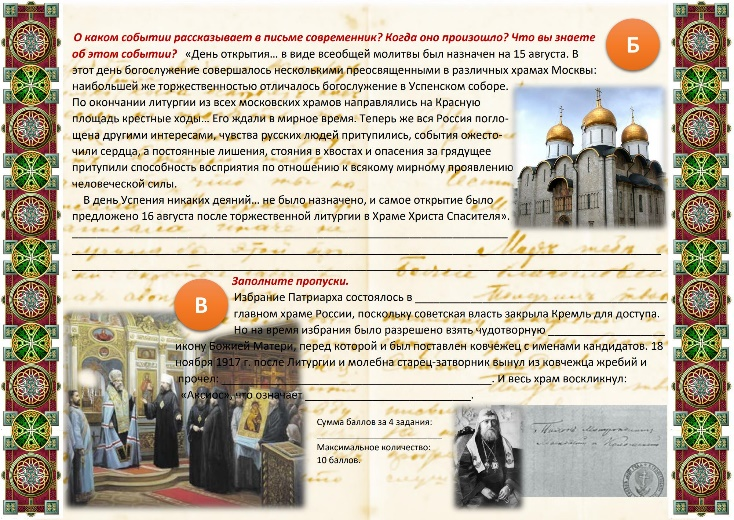 О каком событии рассказывает в письме современник? Когда оно произошло? Что вы знаете
об этом событии? «День открытия… в виде всеобщей молитвы был назначен на 15 августа. В
этот день богослужение совершалось несколькими преосвященными в различных храмах Москвы:
наибольшей же торжественностью отличалось богослужение в Успенском соборе.
По окончании литургии из всех московских храмов направлялись на Красную
площадь крестные ходы… Его ждали в мирное время. Теперь же вся Россия погло-
щена другими интересами, чувства русских людей притупились, события ожесто-
чили сердца, а постоянные лишения, стояния в хвостах и опасения за грядущее
притупили способность восприятия по отношению к всякому мирному проявлению
человеческой силы.
В день Успения никаких деяний… не было назначено, и самое открытие было
предложено 16 августа после торжественной литургии в Храме Христа Спасителя».
Б
Заполните пропуски.
В
Избрание Патриарха состоялось в
главном храме России, поскольку советская власть закрыла Кремль для доступа.
Но на время избрания было разрешено взять чудотворную
икону Божией Матери, перед которой и был поставлен ковчежец с именами кандидатов. 18
ноября 1917 г. после Литургии и молебна старец-затворник вынул из ковчежца жребий и
прочел: . И весь храм воскликнул:
«Аксиос», что означает .
Сумма баллов за 4 задания:
Максимальное количество:
10 баллов.